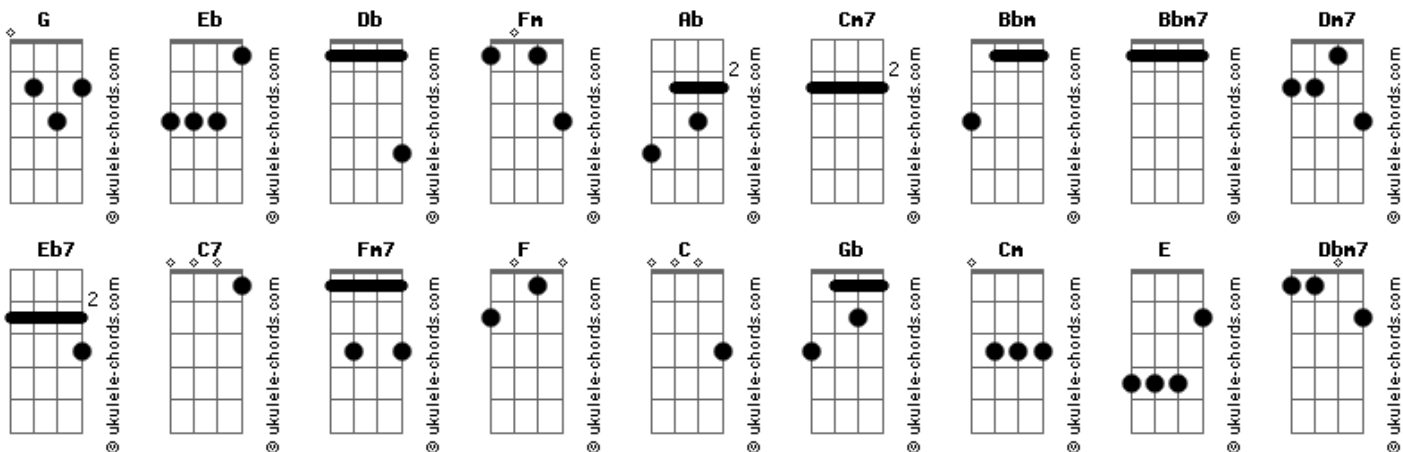 G Eb Db Fm Ab Cm7 Bbm Bbm7 Dm7
2 2
© ukulele-chords.com © ukulele-chords.com © ukulele-chords.com © ukulele-chords.com © ukulele-chords.com © ukulele-chords.com © ukulele-chords.com © ukulele-chords.com © ukulele-chords.com
Eb7 C7 Fm7 F C Gb Cm E Dbm7
2
© ukulele-chords.com © ukulele-chords.com © ukulele-chords.com © ukulele-chords.com © ukulele-chords.com © ukulele-chords.com © ukulele-chords.com © ukulele-chords.com © ukulele-chords.com